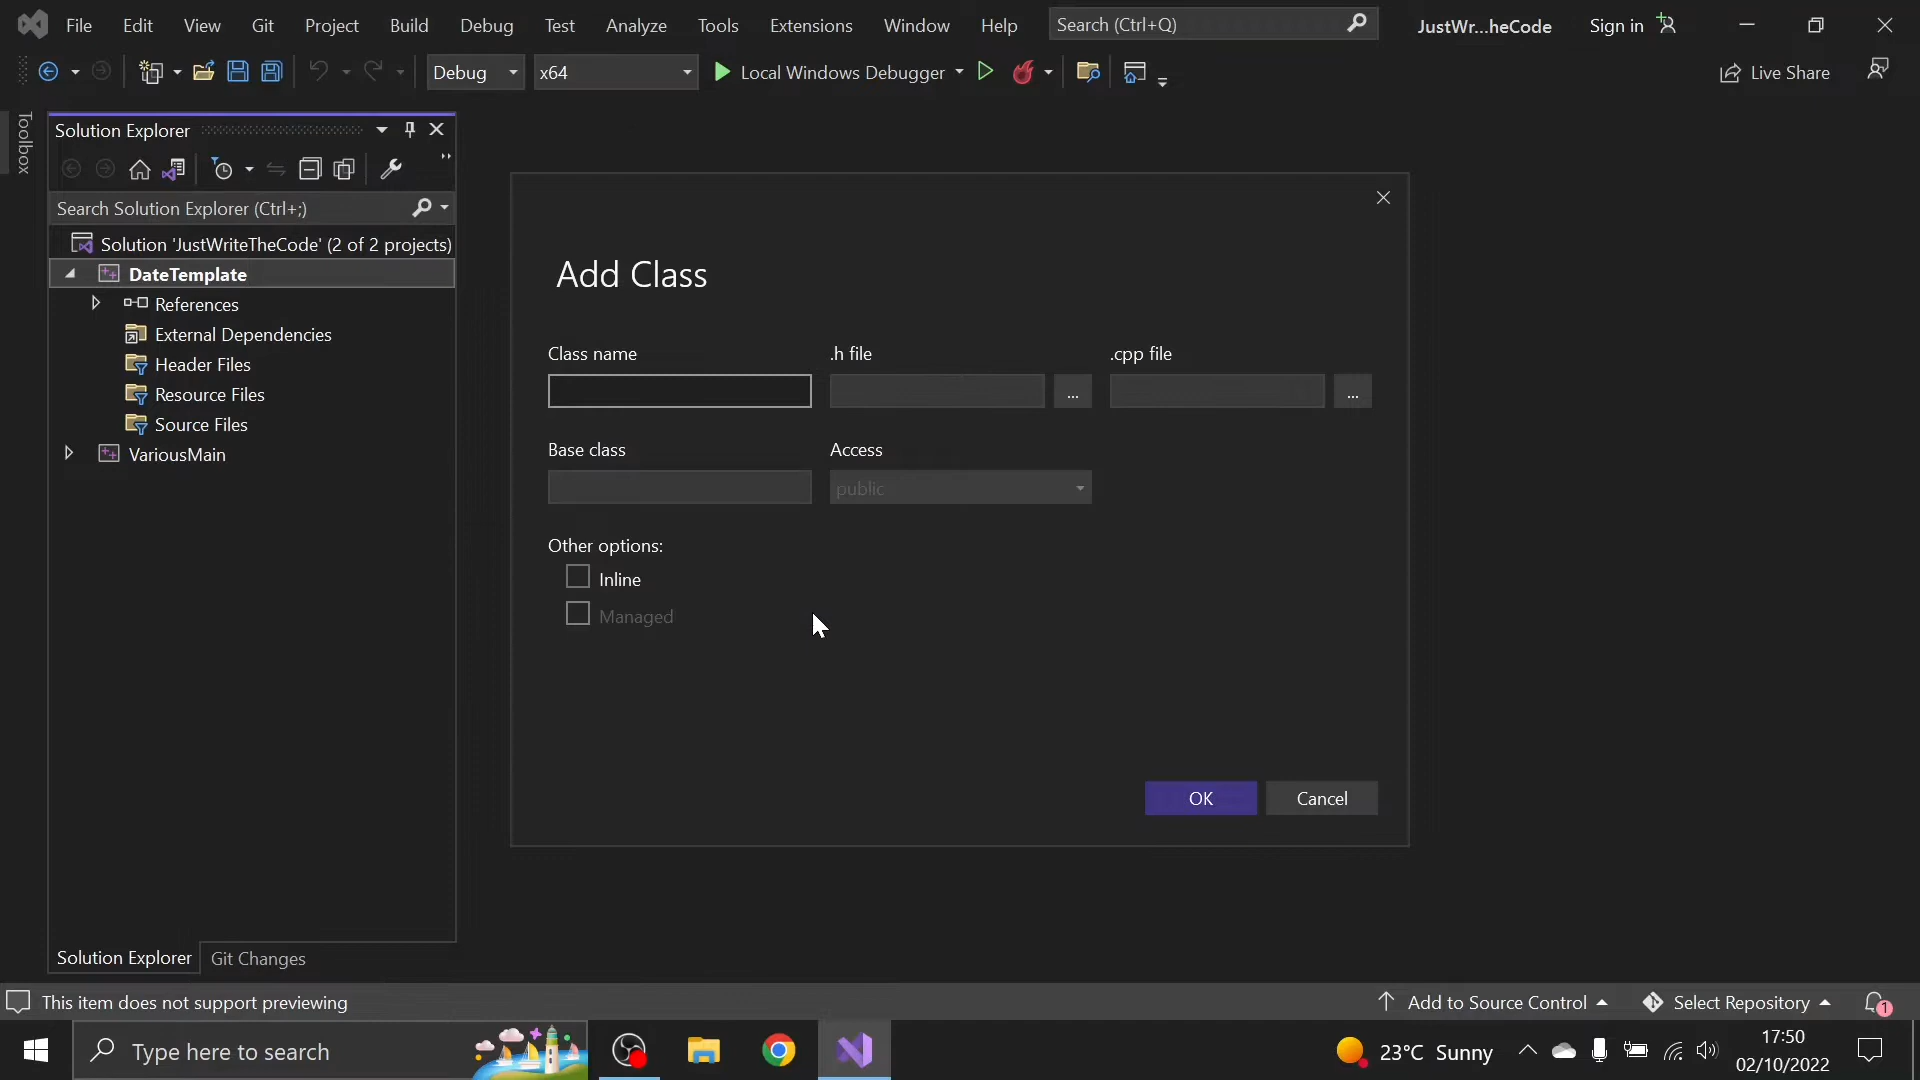 File Edit View Git Project Build Debug Test Analyze Tools Extensions Window Help Search (Ctrl+Q) JustWr...heCode Sign in
Debug x64 Local Windows Debugger Live Share
Toolbox
Solution Explorer
Search Solution Explorer (Ctrl+;)
Solution 'JustWriteTheCode' (2 of 2 projects)
DateTemplate
References
External Dependencies
Header Files
Resource Files
Source Files
VariousMain
Add Class
Class name .h file .cpp file
... ...
Base class Access
public
Other options:
Inline
Managed
OK Cancel
Solution Explorer Git Changes
This item does not support previewing Add to Source Control Select Repository 1
Type here to search 23°C Sunny 17:50
02/10/2022